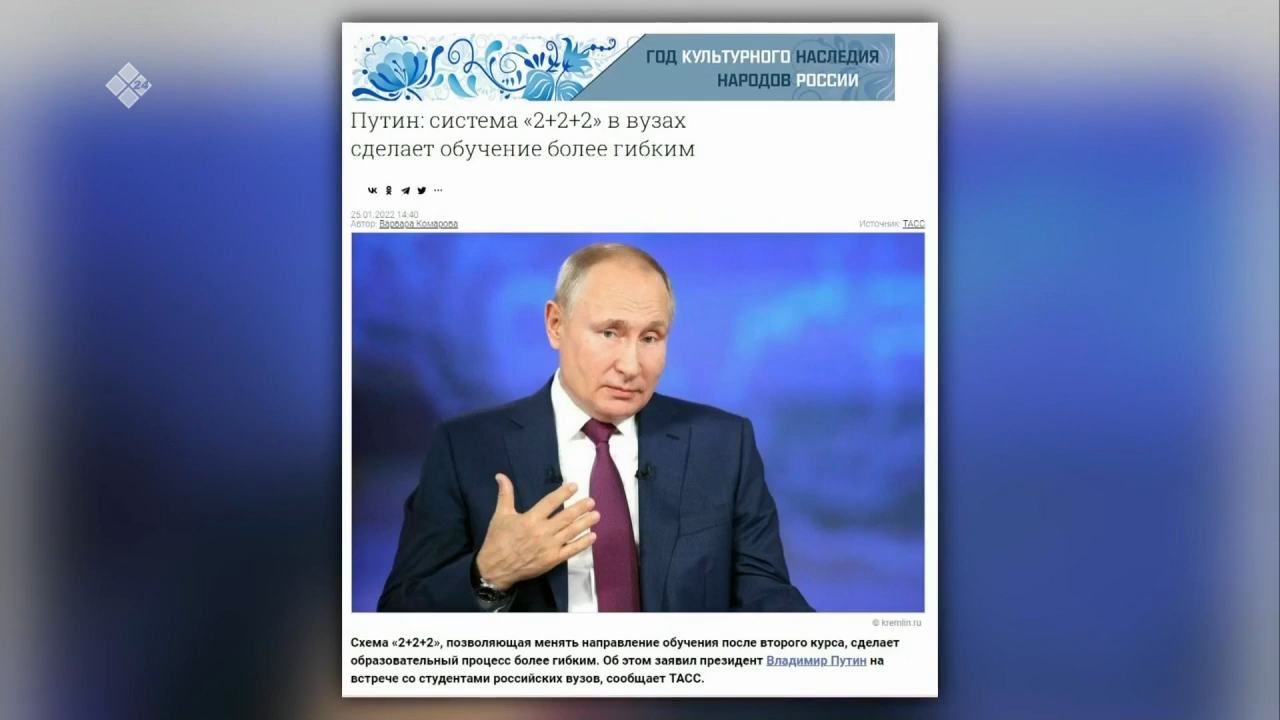 X24
ГОД КУЛЬТУРНОГО НАСЛЕДИЯ
НАРОДОВ РОССИИ
Путин: система «2+2+2» в вузах
сделает обучение более гибким
25.01.2022 14:40
Автор: Варвара Комарова
Источник: ТАСС
© kremlin.ru
Схема «2+2+2», позволяющая менять направление обучения после второго курса, сделает
образовательный процесс более гибким. Об этом заявил президент Владимир Путин на
встрече со студентами российских вузов, сообщает ТАСС.